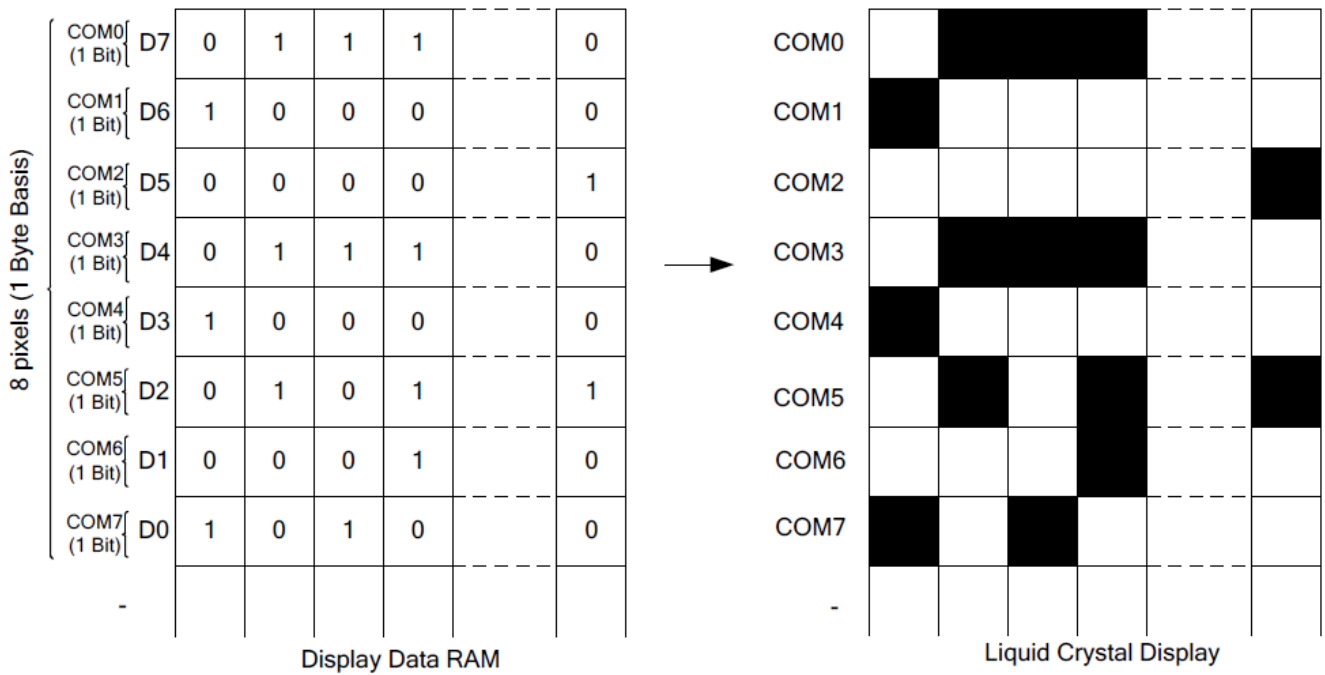 8 pixels (1 Byte Basis)
COM0 (1 Bit) D7 0 1 1 1 0
COM1 (1 Bit) D6 1 0 0 0 0
COM2 (1 Bit) D5 0 0 0 0 1
COM3 (1 Bit) D4 0 1 1 1 0
COM4 (1 Bit) D3 1 0 0 0 0
COM5 (1 Bit) D2 0 1 0 1 1
COM6 (1 Bit) D1 0 0 0 1 0
COM7 (1 Bit) D0 1 0 1 0 0
-
Display Data RAM
COM0
COM1
COM2
COM3
COM4
COM5
COM6
COM7
-
Liquid Crystal Display